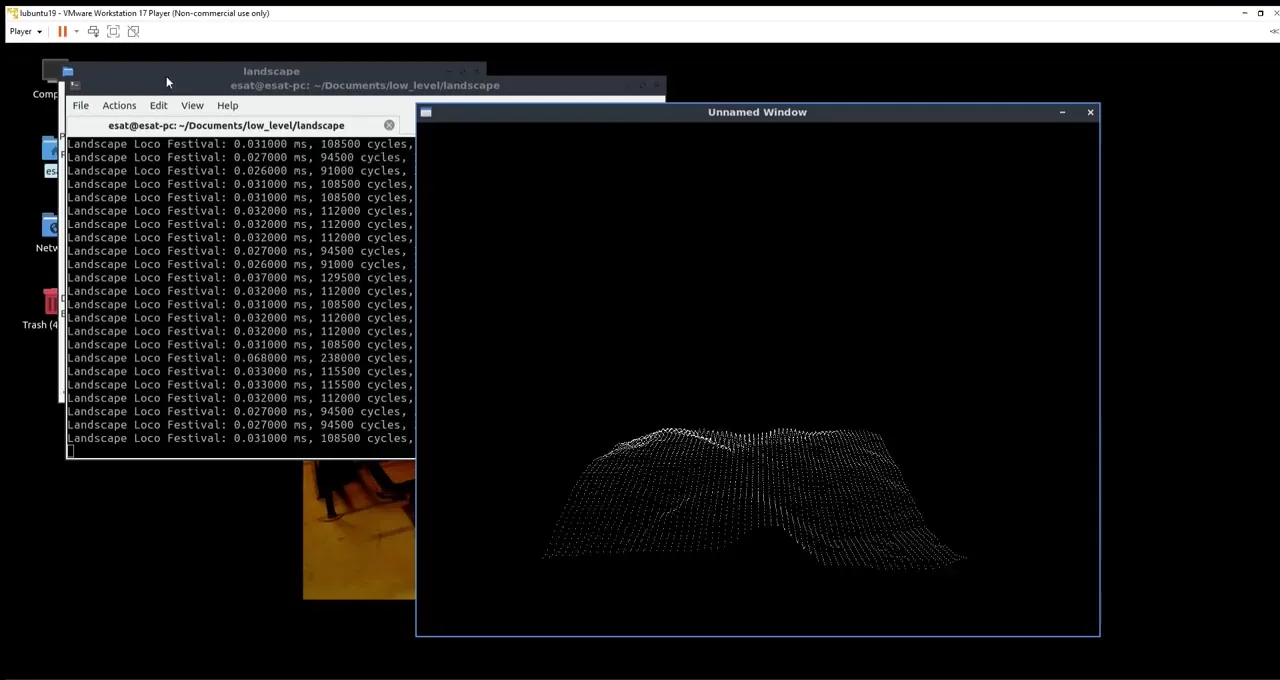 lubuntu19 - VMware Workstation 17 Player (Non-commercial use only)
Player
landscape
esat@esat-pc: ~/Documents/low_level/landscape
File Actions Edit View Help
esat@esat-pc: ~/Documents/low_level/landscape
Unnamed Window
Comp
es
Netw
Trash (4
Landscape Loco Festival: 0.031000 ms, 108500 cycles,
Landscape Loco Festival: 0.027000 ms, 94500 cycles,
Landscape Loco Festival: 0.026000 ms, 91000 cycles,
Landscape Loco Festival: 0.031000 ms, 108500 cycles,
Landscape Loco Festival: 0.031000 ms, 108500 cycles,
Landscape Loco Festival: 0.032000 ms, 112000 cycles,
Landscape Loco Festival: 0.032000 ms, 112000 cycles,
Landscape Loco Festival: 0.032000 ms, 112000 cycles,
Landscape Loco Festival: 0.027000 ms, 94500 cycles,
Landscape Loco Festival: 0.026000 ms, 91000 cycles,
Landscape Loco Festival: 0.037000 ms, 129500 cycles,
Landscape Loco Festival: 0.032000 ms, 112000 cycles,
Landscape Loco Festival: 0.031000 ms, 108500 cycles,
Landscape Loco Festival: 0.032000 ms, 112000 cycles,
Landscape Loco Festival: 0.032000 ms, 112000 cycles,
Landscape Loco Festival: 0.031000 ms, 108500 cycles,
Landscape Loco Festival: 0.068000 ms, 238000 cycles,
Landscape Loco Festival: 0.033000 ms, 115500 cycles,
Landscape Loco Festival: 0.033000 ms, 115500 cycles,
Landscape Loco Festival: 0.032000 ms, 112000 cycles,
Landscape Loco Festival: 0.027000 ms, 94500 cycles,
Landscape Loco Festival: 0.027000 ms, 94500 cycles,
Landscape Loco Festival: 0.031000 ms, 108500 cycles,